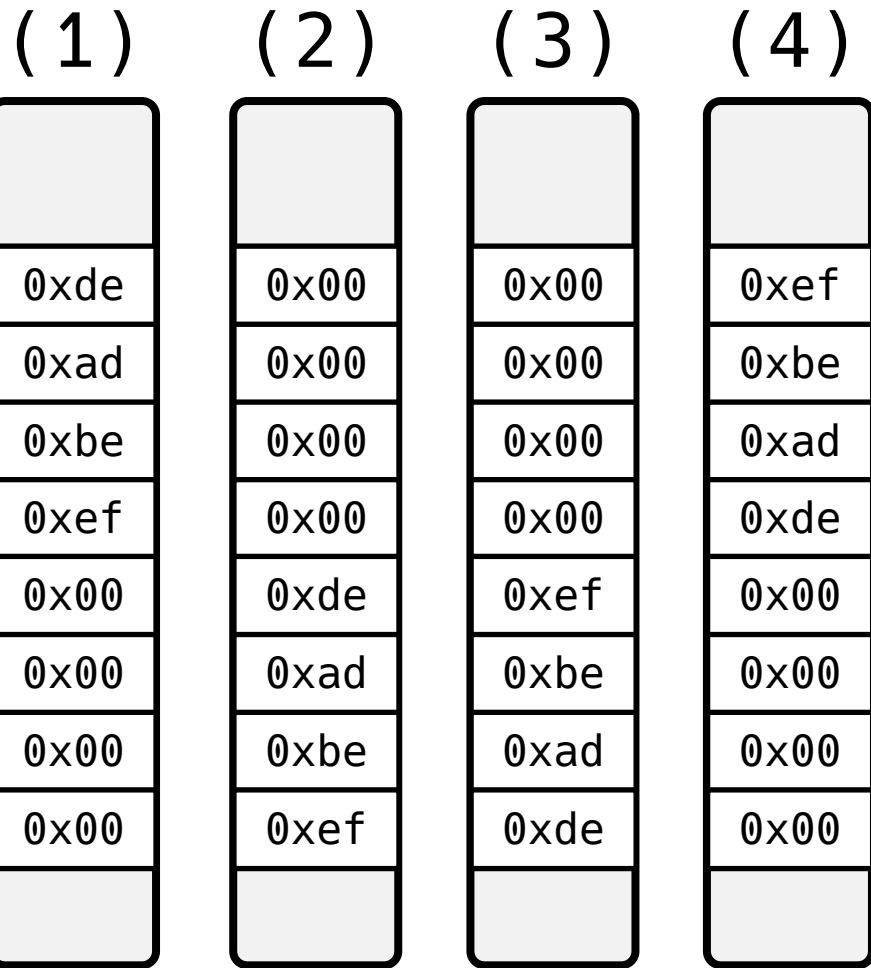 (1) (2) (3) (4)
0xde 0x00 0x00 0xef
0xad 0x00 0x00 0xbe
0xbe 0x00 0x00 0xad
0xef 0x00 0x00 0xde
0x00 0xde 0xef 0x00
0x00 0xad 0xbe 0x00
0x00 0xbe 0xad 0x00
0x00 0xef 0xde 0x00